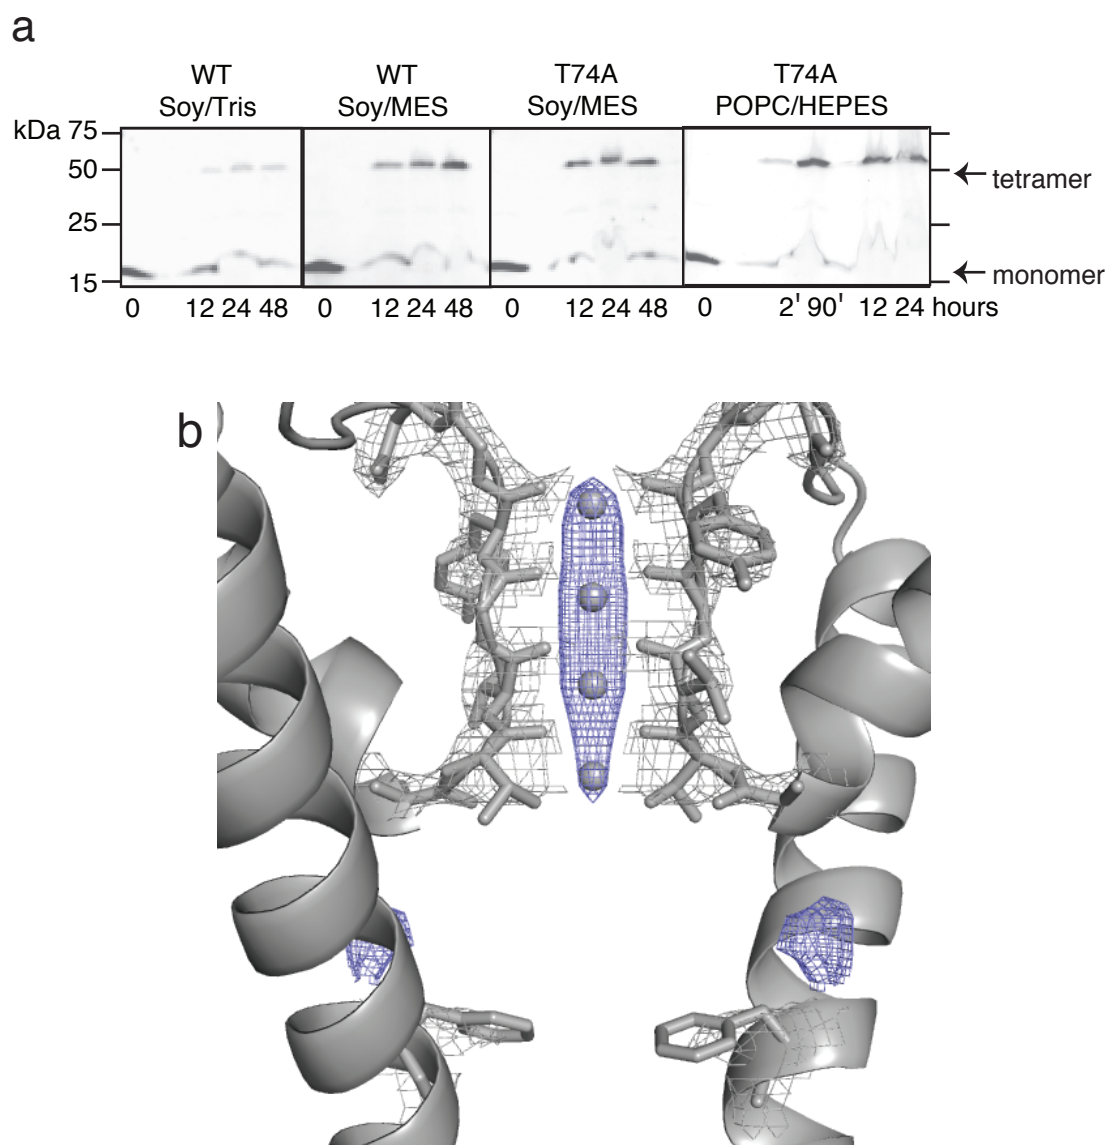 a
WT WT T74A T74A
Soy/Tris Soy/MES Soy/MES POPC/HEPES
kDa 75
50
tetramer
25
15
monomer
0 12 24 48 0 12 24 48 0 12 24 48 0 2' 90' 12 24 hours
b